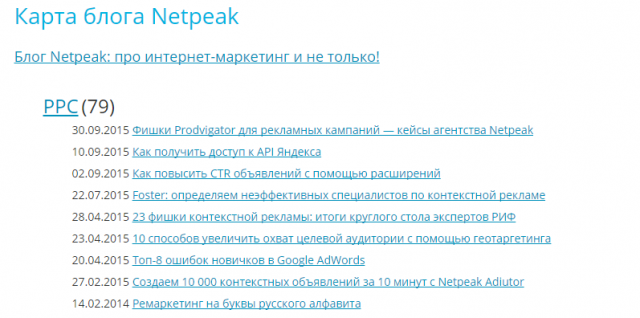 Карта блога Netpeak
Блог Netpeak: про интернет-маркетинг и не только!
PPC (79)
30.09.2015 Фишки Prodvigator для рекламных кампаний — кейсы агентства Netpeak
10.09.2015 Как получить доступ к API Яндекса
02.09.2015 Как повысить CTR объявлений с помощью расширений
22.07.2015 Foster: определяем неэффективных специалистов по контекстной рекламе
28.04.2015 23 фишки контекстной рекламы: итоги круглого стола экспертов РИФ
23.04.2015 10 способов увеличить охват целевой аудитории с помощью геотаргетинга
20.04.2015 Топ-8 ошибок новичков в Google AdWords
27.02.2015 Создаем 10 000 контекстных объявлений за 10 минут с Netpeak Adiutor
14.02.2014 Ремаркетинг на буквы русского алфавита